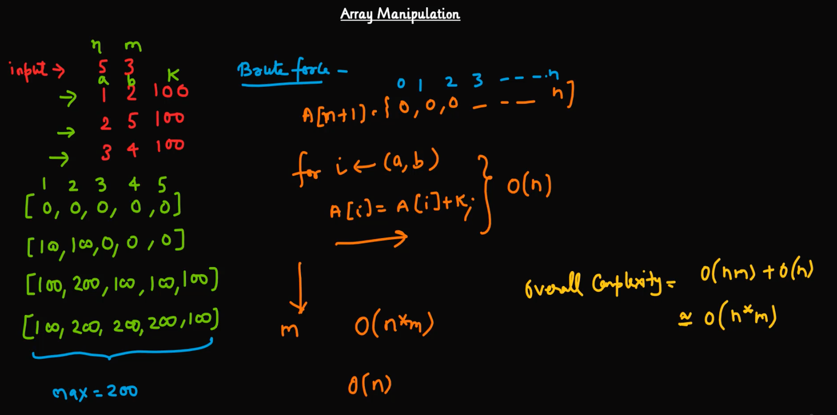 Array Manipulation
n m
input → 5 3
a b K
→ 1 2 100
→ 2 5 100
→ 3 4 100
1 2 3 4 5
[0, 0, 0, 0, 0]
[100, 100, 0, 0, 0]
[100, 200, 100, 100, 100]
[100, 200, 200, 200, 100]
max = 200
Brute force -
0 1 2 3 ---- n
A[n+1] = {0, 0, 0 — -- — n]
for i ← (a, b)
A[i] = A[i] + K;
O(n)
m O(n*m)
O(n)
Overall Complexity = O(nm) + O(n)
≃ O(n*m)